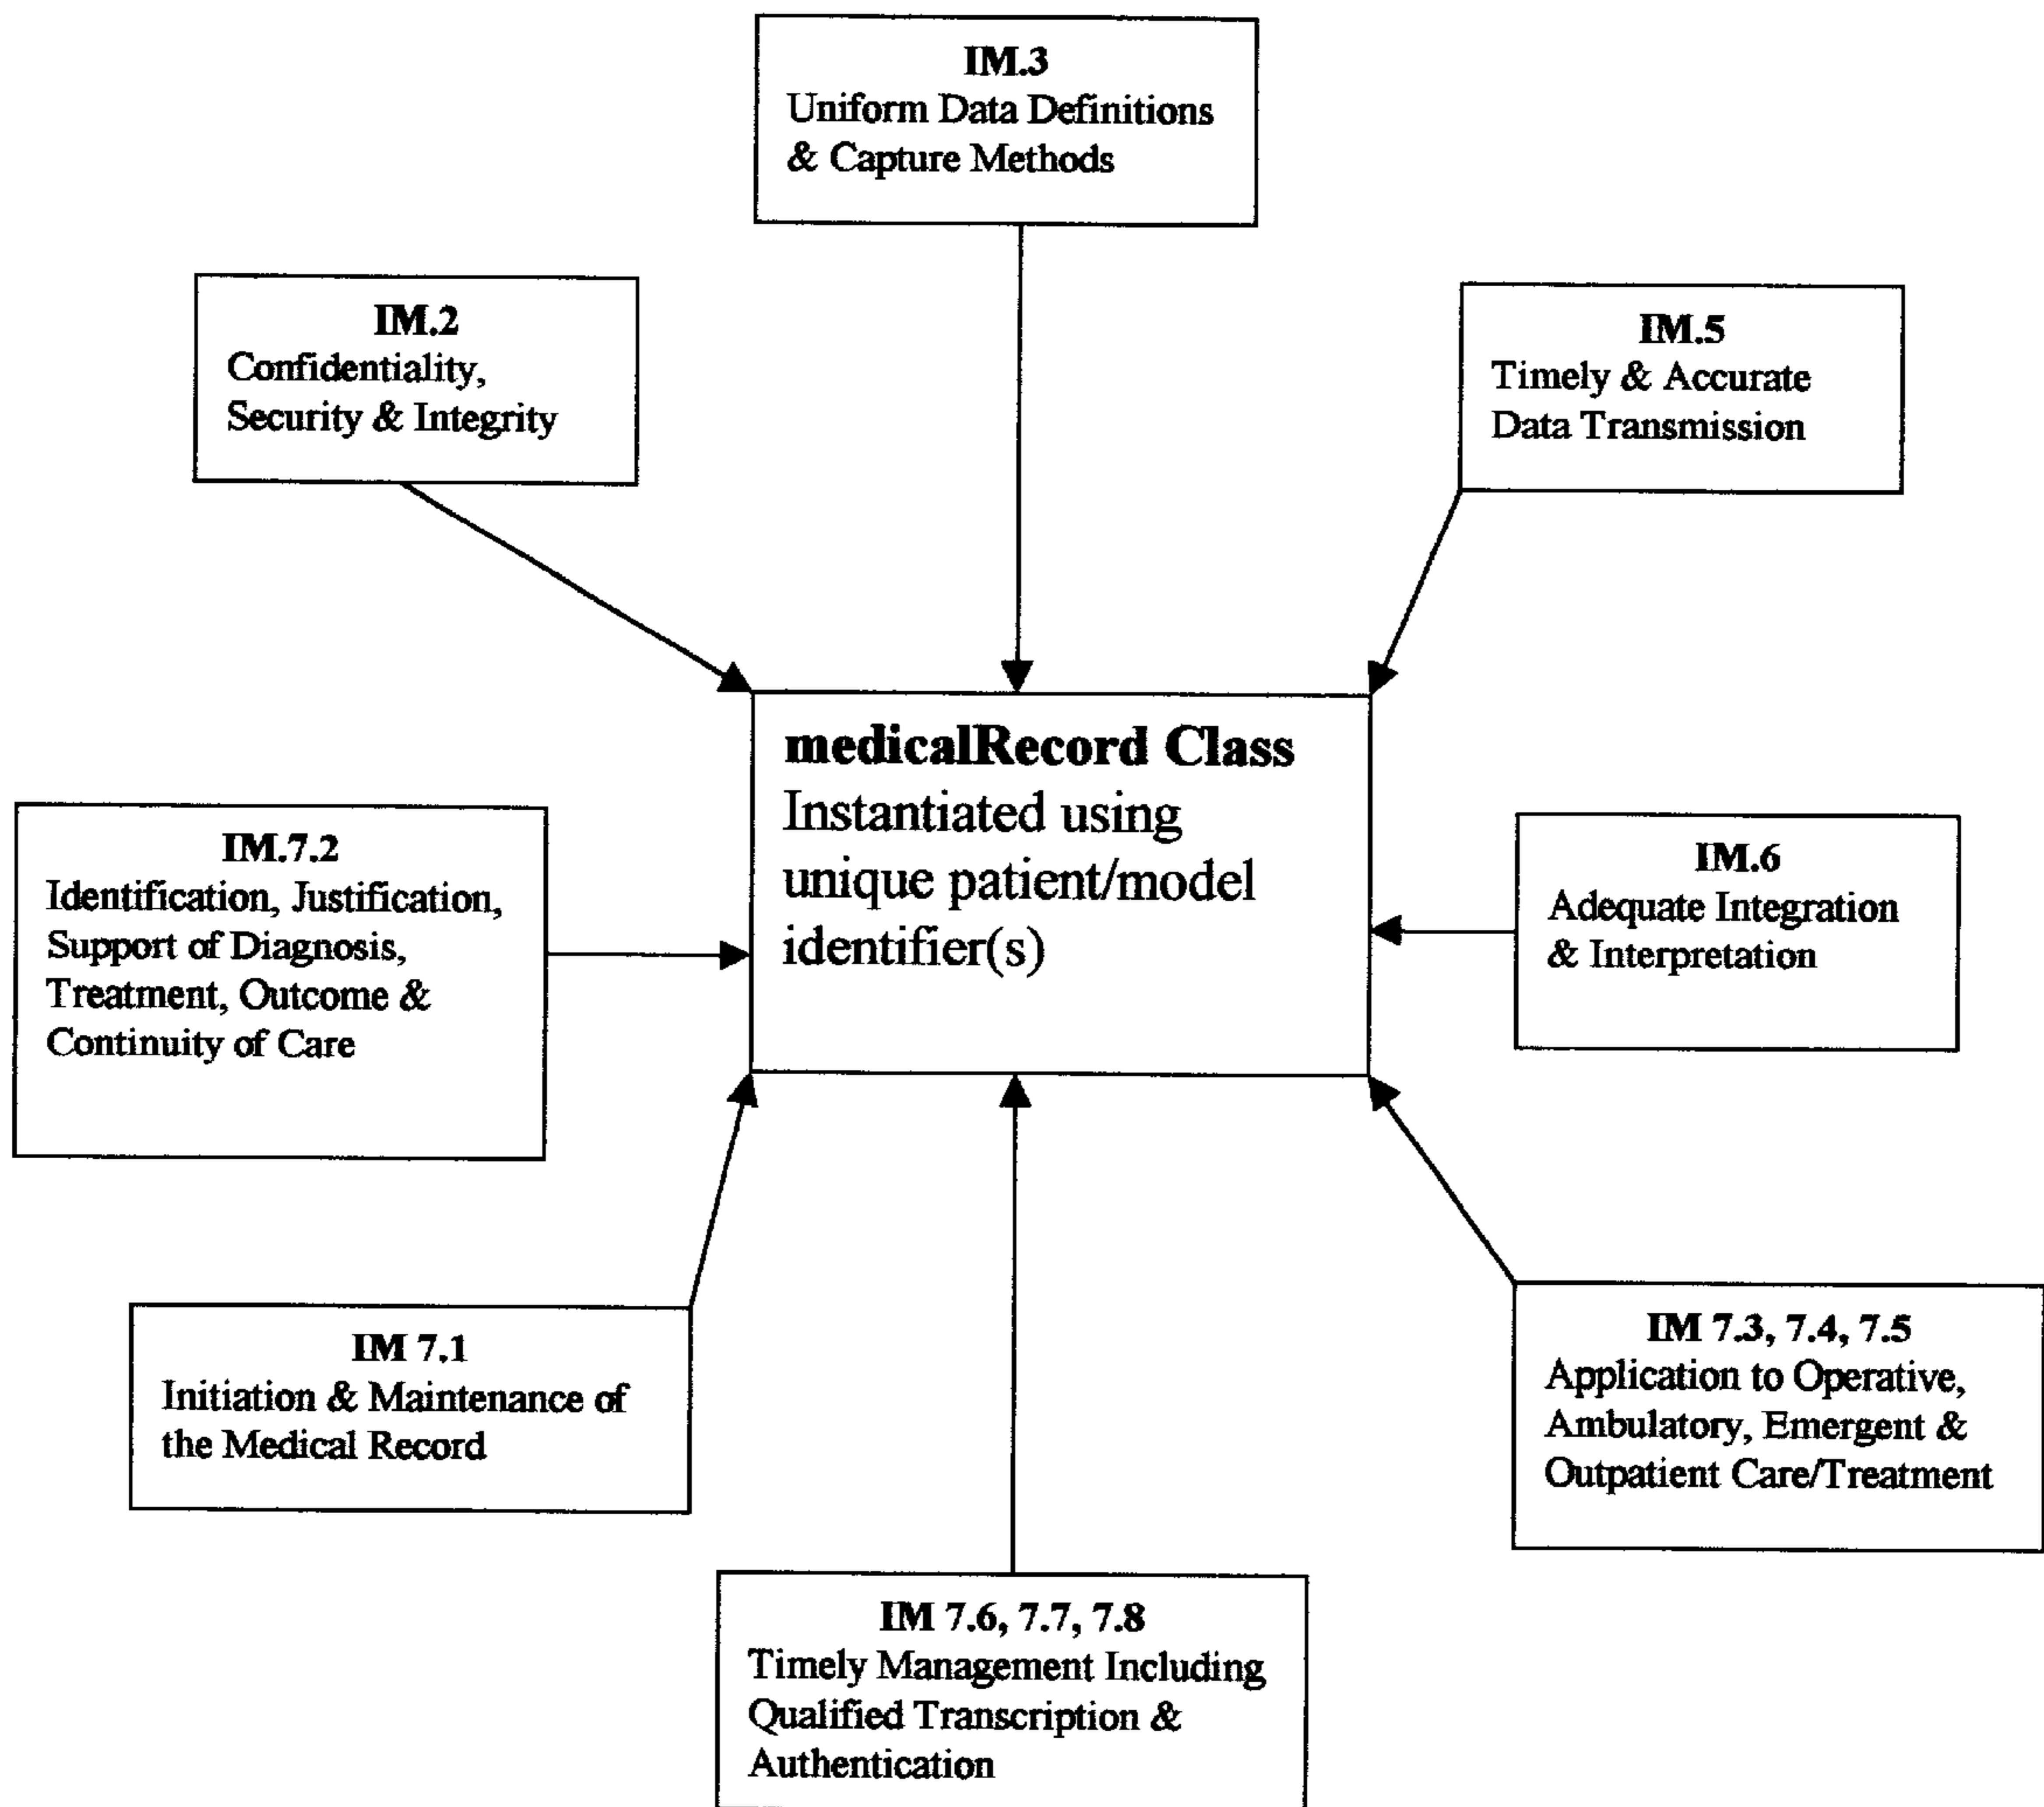 IM.3
Uniform Data Definitions
& Capture Methods
IM.2
Confidentiality,
Security & Integrity
IM.5
Timely & Accurate
Data Transmission
medicalRecord Class
Instantiated using
unique patient/model
identifier(s)
IM.7.2
Identification, Justification,
Support of Diagnosis,
Treatment, Outcome &
Continuity of Care
IM.6
Adequate Integration
& Interpretation
IM 7.1
Initiation & Maintenance of
the Medical Record
IM 7.3, 7.4, 7.5
Application to Operative,
Ambulatory, Emergent &
Outpatient Care/Treatment
IM 7.6, 7.7, 7.8
Timely Management Including
Qualified Transcription &
Authentication